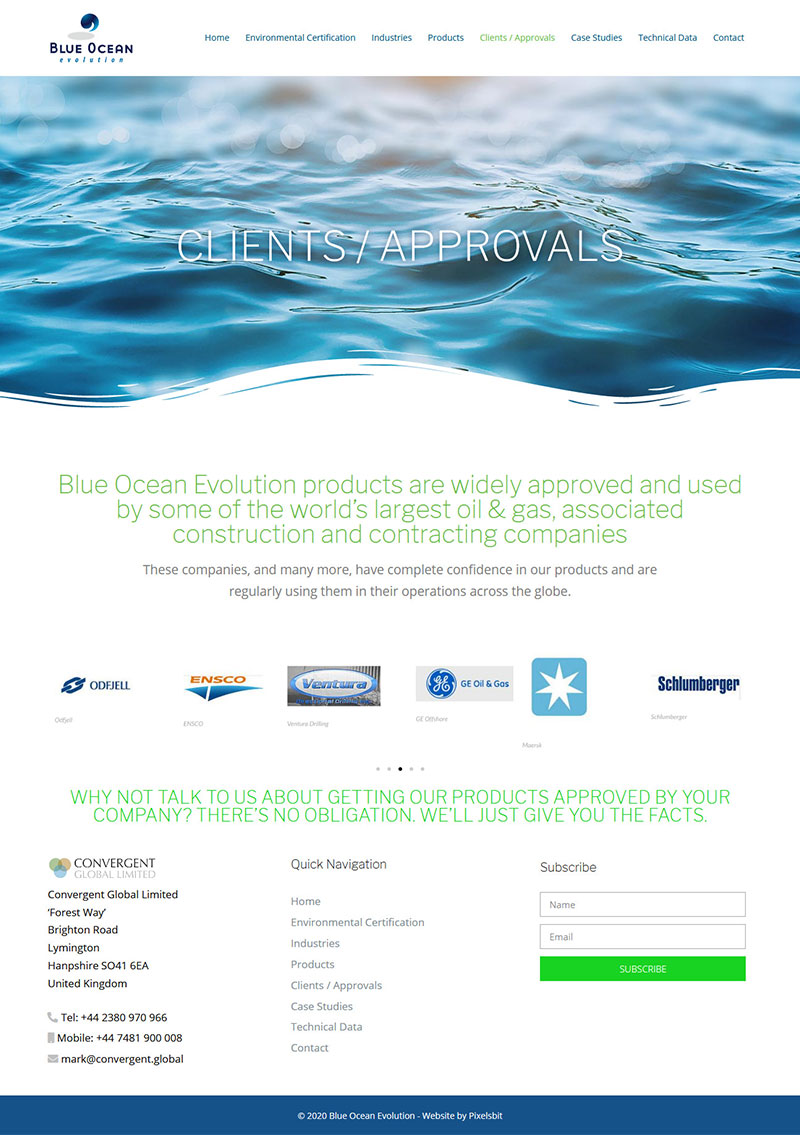 BLUE OCEAN
evolution
Home
Environmental Certification
Industries
Products
Clients / Approvals
Case Studies
Technical Data
Contact
CLIENTS / APPROVALS
Blue Ocean Evolution products are widely approved and used
by some of the world's largest oil & gas, associated
construction and contracting companies
These companies, and many more, have complete confidence in our products and are
regularly using them in their operations across the globe.
ODFJELL
Odfjell
ENSCO
ENSCO
Ventura
Ventura Drilling
GE Oil & Gas
GE Offshore
Maersk
Schlumberger
Schlumberger
WHY NOT TALK TO US ABOUT GETTING OUR PRODUCTS APPROVED BY YOUR
COMPANY? THERE'S NO OBLIGATION. WE'LL JUST GIVE YOU THE FACTS.
CONVERGENT
GLOBAL LIMITED
Convergent Global Limited
'Forest Way'
Brighton Road
Lymington
Hanpshire SO41 6EA
United Kingdom
Tel: +44 2380 970 966
Mobile: +44 7481 900 008
mark@convergent.global
Quick Navigation
Home
Environmental Certification
Industries
Products
Clients / Approvals
Case Studies
Technical Data
Contact
Subscribe
Name
Email
SUBSCRIBE
© 2020 Blue Ocean Evolution - Website by Pixelsbit